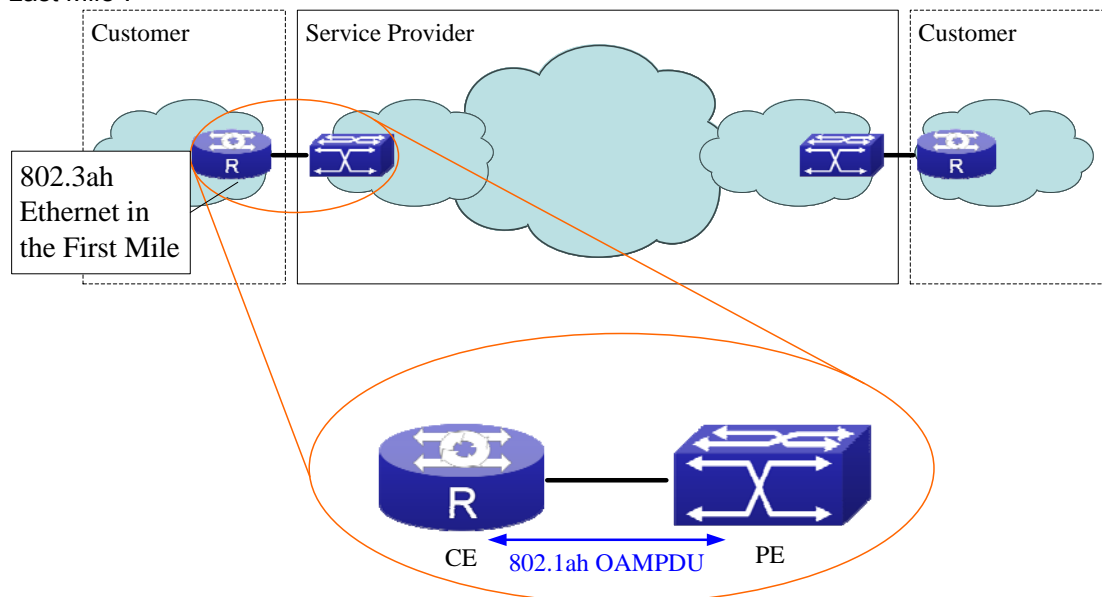 Customer
Service Provider
Customer
R
R
802.3ah
Ethernet in
the First Mile
R
CE
802.1ah OAMPDU
PE